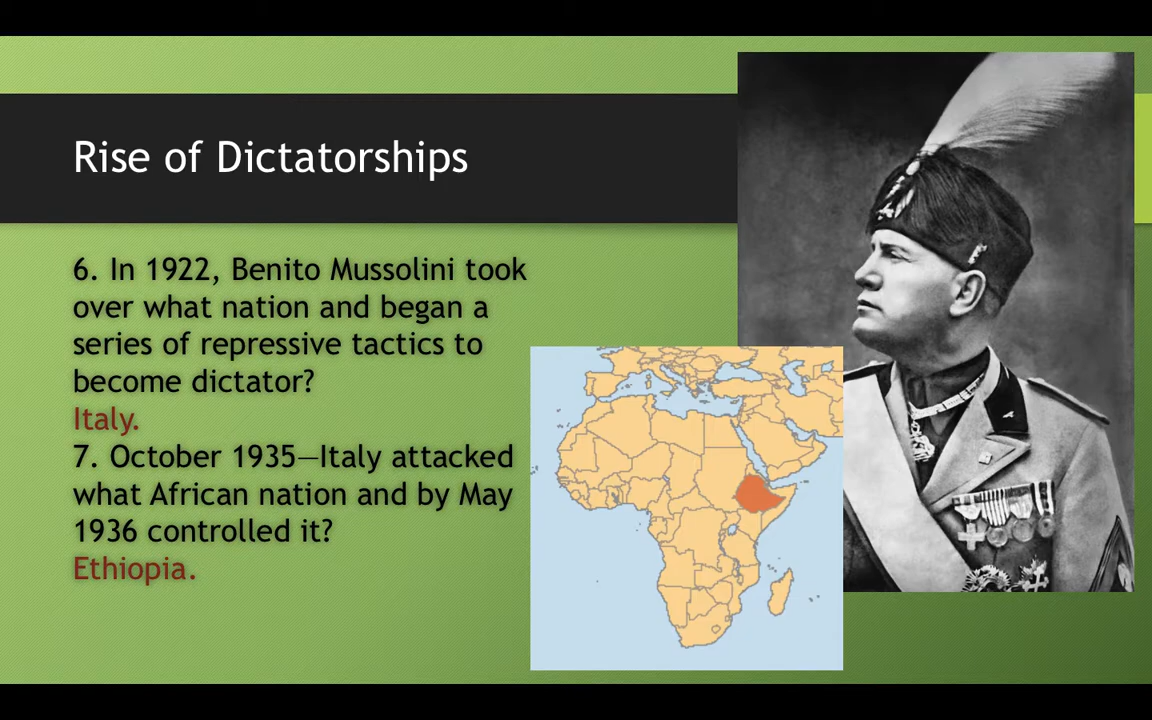 Rise of Dictatorships
6. In 1922, Benito Mussolini took
over what nation and began a
series of repressive tactics to
become dictator?
Italy.
7. October 1935—Italy attacked
what African nation and by May
1936 controlled it?
Ethiopia.